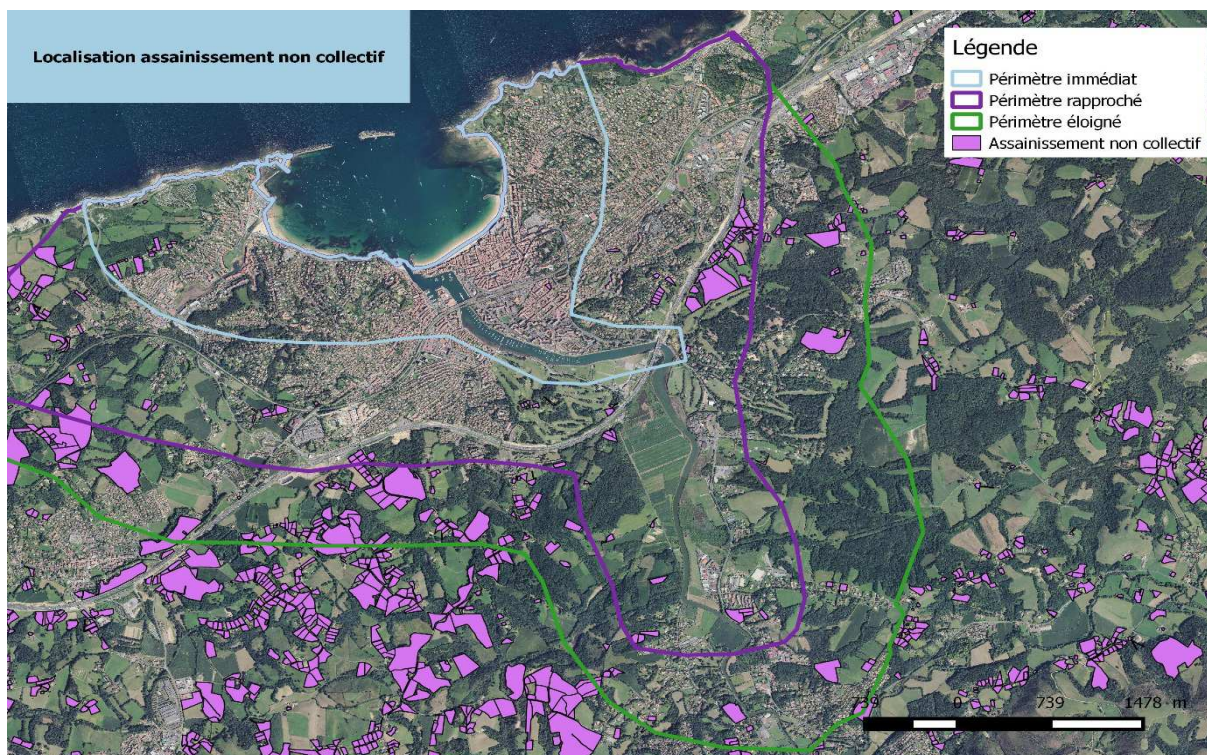 Localisation assainissement non collectif
Légende
Périmètre immédiat
Périmètre rapproché
Périmètre éloigné
Assainissement non collectif
739 0 739 1478 m